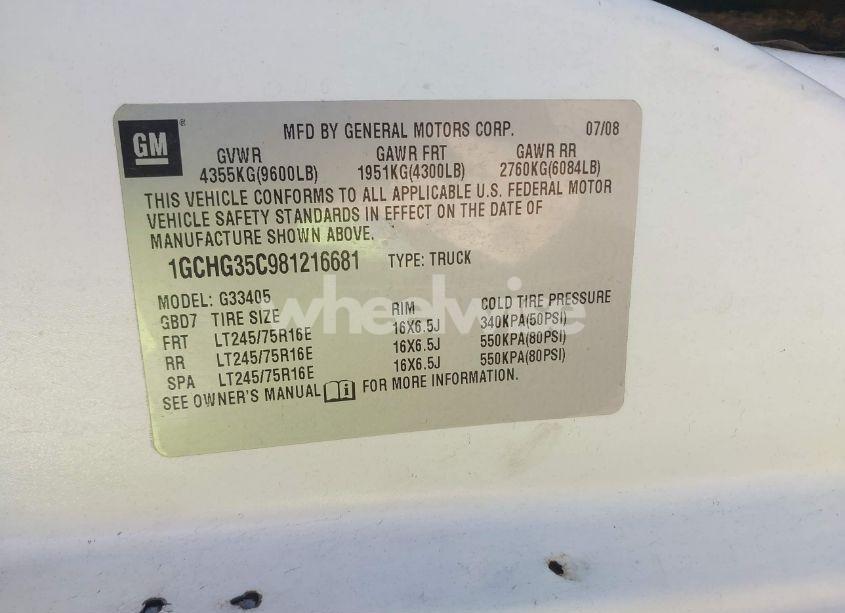 GM®
MFD BY GENERAL MOTORS CORP. 07/08
GVWR GAWR FRT GAWR RR
4355KG(9600LB) 1951KG(4300LB) 2760KG(6084LB)
THIS VEHICLE CONFORMS TO ALL APPLICABLE U.S. FEDERAL MOTOR
VEHICLE SAFETY STANDARDS IN EFFECT ON THE DATE OF
MANUFACTURE SHOWN ABOVE.
1GCHG35C981216681 TYPE: TRUCK
MODEL: G33405
GBD7 TIRE SIZE RIM COLD TIRE PRESSURE
FRT LT245/75R16E 16X6.5J 340KPA(50PSI)
RR LT245/75R16E 16X6.5J 550KPA(80PSI)
SPA LT245/75R16E 16X6.5J 550KPA(80PSI)
SEE OWNER'S MANUAL FOR MORE INFORMATION.
wheelwise